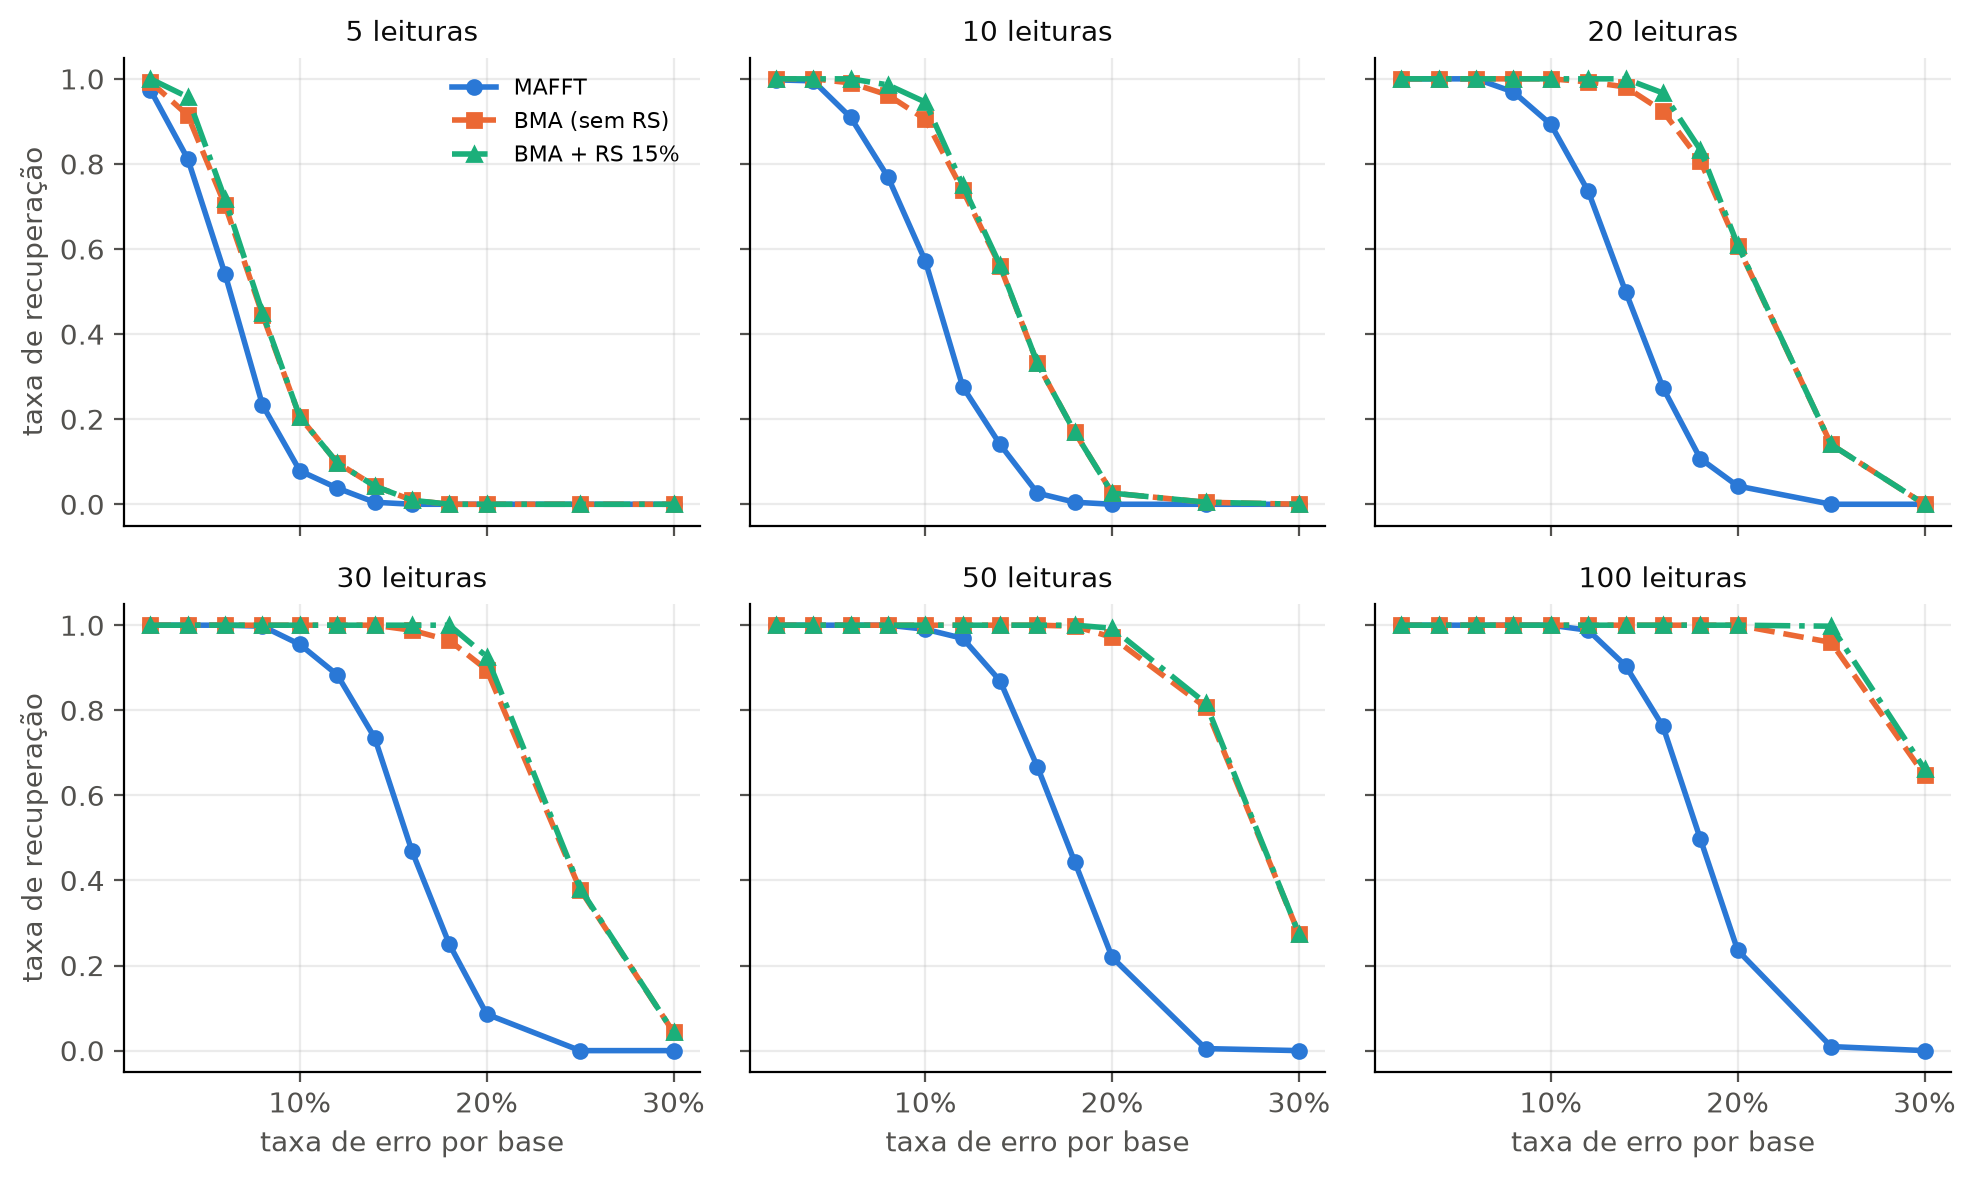 5 leituras
10 leituras
20 leituras
MAFFT
BMA (sem RS)
BMA + RS 15%
taxa de recuperação
1.0
0.8
0.6
0.4
0.2
0.0
30 leituras
50 leituras
100 leituras
taxa de recuperação
1.0
0.8
0.6
0.4
0.2
0.0
10% 20% 30%
10% 20% 30%
10% 20% 30%
taxa de erro por base
taxa de erro por base
taxa de erro por base